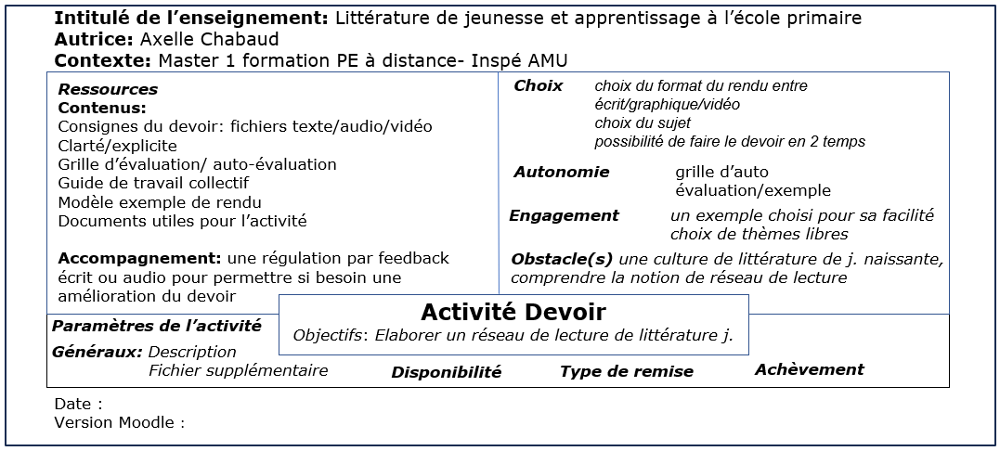 Intitulé de l’enseignement: Littérature de jeunesse et apprentissage à l’école primaire
Autrice: Axelle Chabaud
Contexte: Master 1 formation PE à distance- Inspé AMU
Ressources
Contenus:
Consignes du devoir: fichiers texte/audio/vidéo
Clarté/explicite
Grille d’évaluation/ auto-évaluation
Guide de travail collectif
Modèle exemple de rendu
Documents utiles pour l’activité
Accompagnement: une régulation par feedback
écrit ou audio pour permettre si besoin une
amélioration du devoir
Choix choix du format du rendu entre
écrit/graphique/vidéo
choix du sujet
possibilité de faire le devoir en 2 temps
Autonomie grille d’auto
évaluation/exemple
Engagement un exemple choisi pour sa facilité
choix de thèmes libres
Obstacle(s) une culture de littérature de j. naissante,
comprendre la notion de réseau de lecture
Activité Devoir
Objectifs: Elaborer un réseau de lecture de littérature j.
Paramètres de l’activité
Généraux: Description
Fichier supplémentaire
Disponibilité
Type de remise
Achèvement
Date :
Version Moodle :